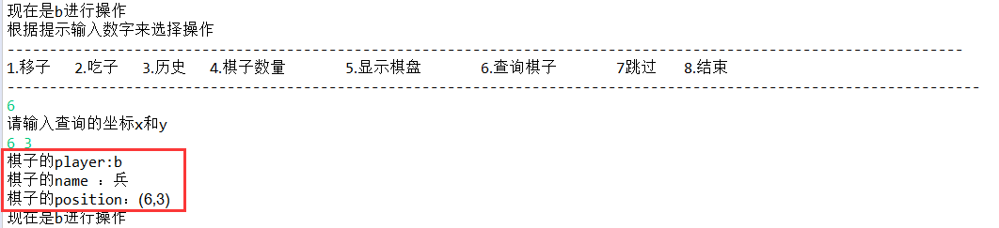 现在是b进行操作
根据提示输入数字来选择操作
----------------------------------------------------------------------------------------------------
1.移子 2.吃子 3.历史 4.棋子数量 5.显示棋盘 6.查询棋子 7跳过 8.结束
------------------------------------------------------------------------------------------------------
6
请输入查询的坐标x和y
6 3
棋子的player:b
棋子的name ：兵
棋子的position：(6,3)
现在是b进行操作